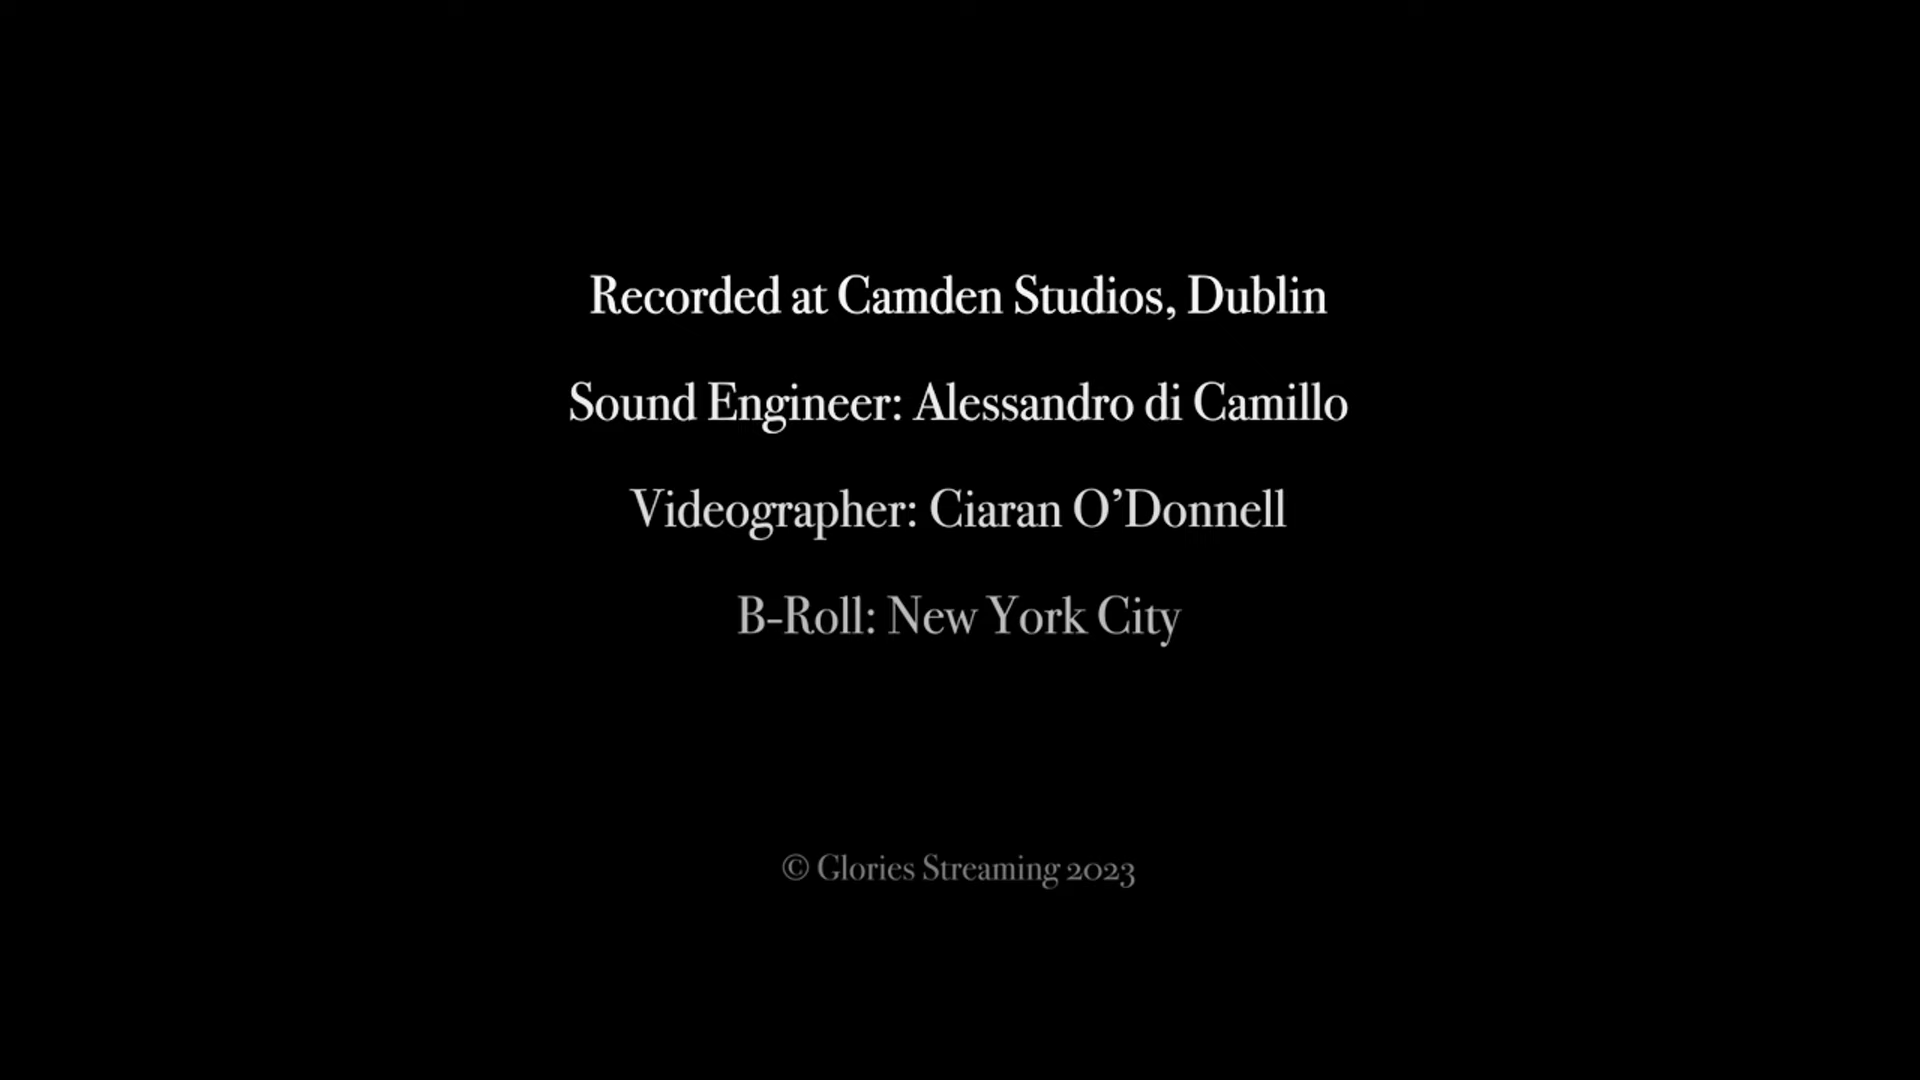 Recorded at Camden Studios, Dublin
Sound Engineer: Alessandro di Camillo
Videographer: Ciaran O’Donnell
B-Roll: New York City
© Glories Streaming 2023